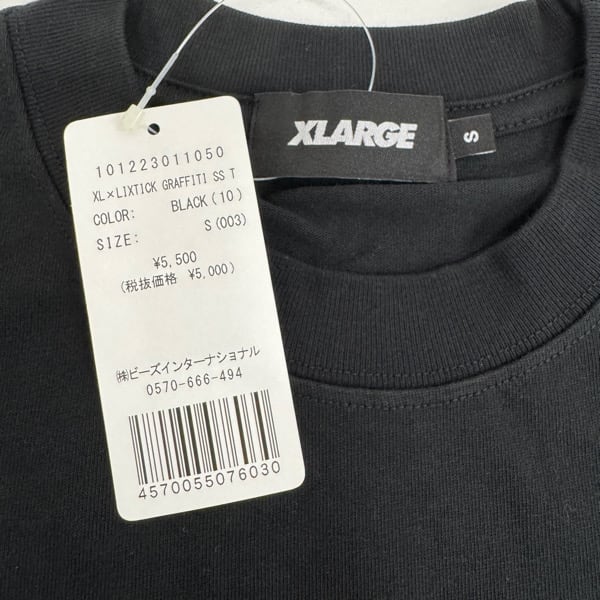 XLARGE
S
101223011050
XL×LIXTICK GRAFFITI SS T
COLOR: BLACK(10)
SIZE: S(003)
¥5,500
(税抜価格 ¥5,000)
㈱ビーズインターナショナル
0570-666-494
4570055076030